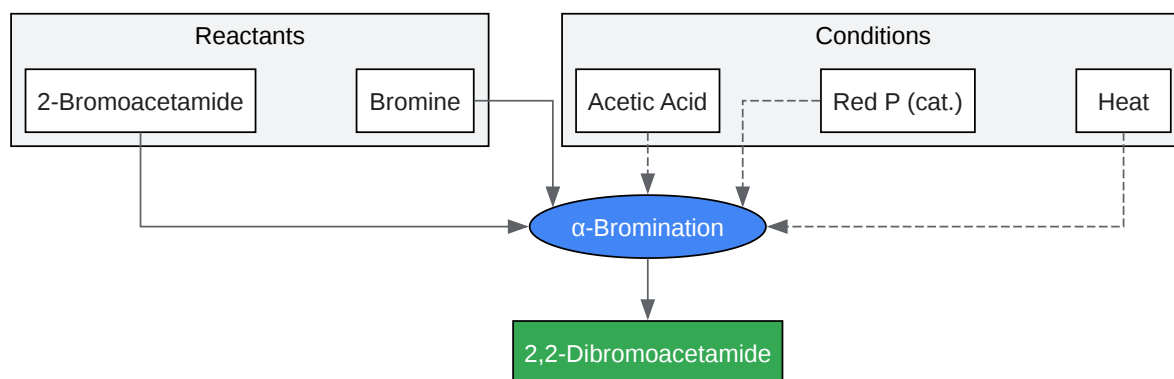 Reactants
Conditions
2-Bromoacetamide
Bromine
Acetic Acid
Red P (cat.)
Heat
α-Bromination
2,2-Dibromoacetamide